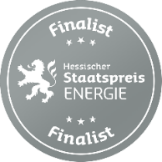 Finalist
Hessischer
Staatspreis
ENERGIE
Finalist